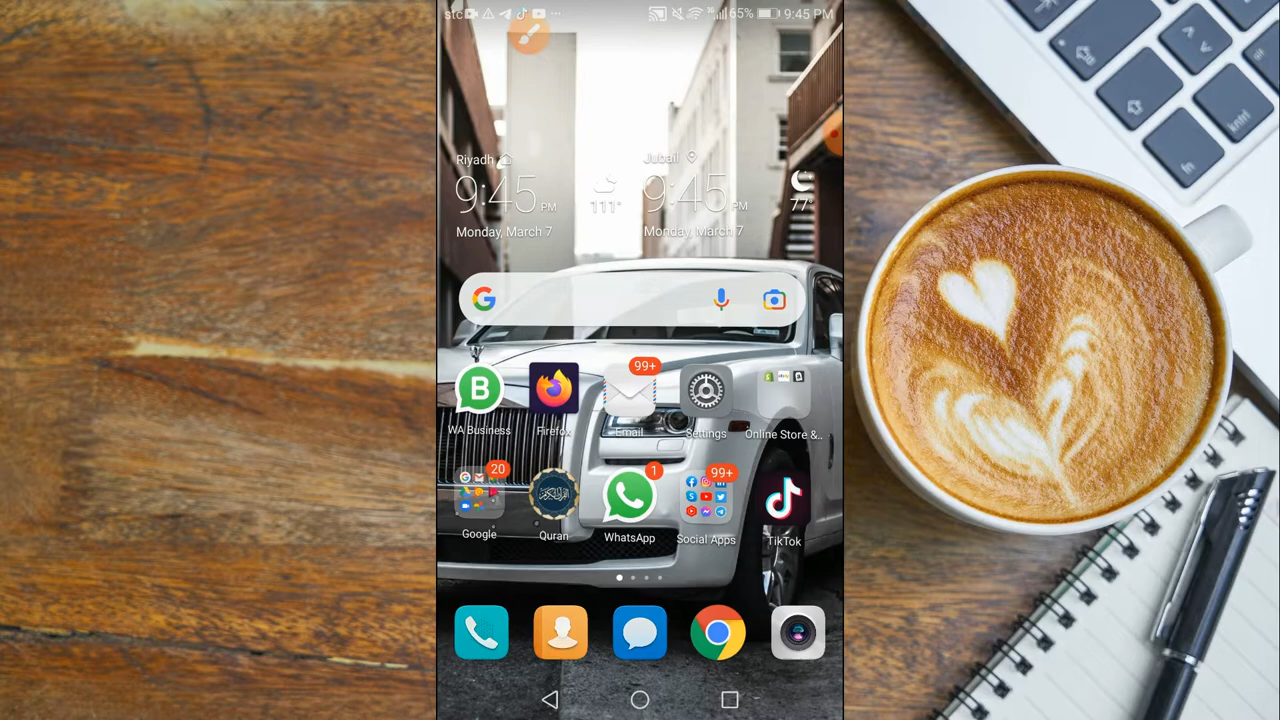 stc 65% 9:45 PM
Riyadh Jubail
9:45 PM 111° 9:45 PM 77°
Monday, March 7 Monday, March 7
99+
B
WA Business Firefox Email Settings Online Store &..
20 1 99+
Google Quran WhatsApp Social Apps TikTok
fn